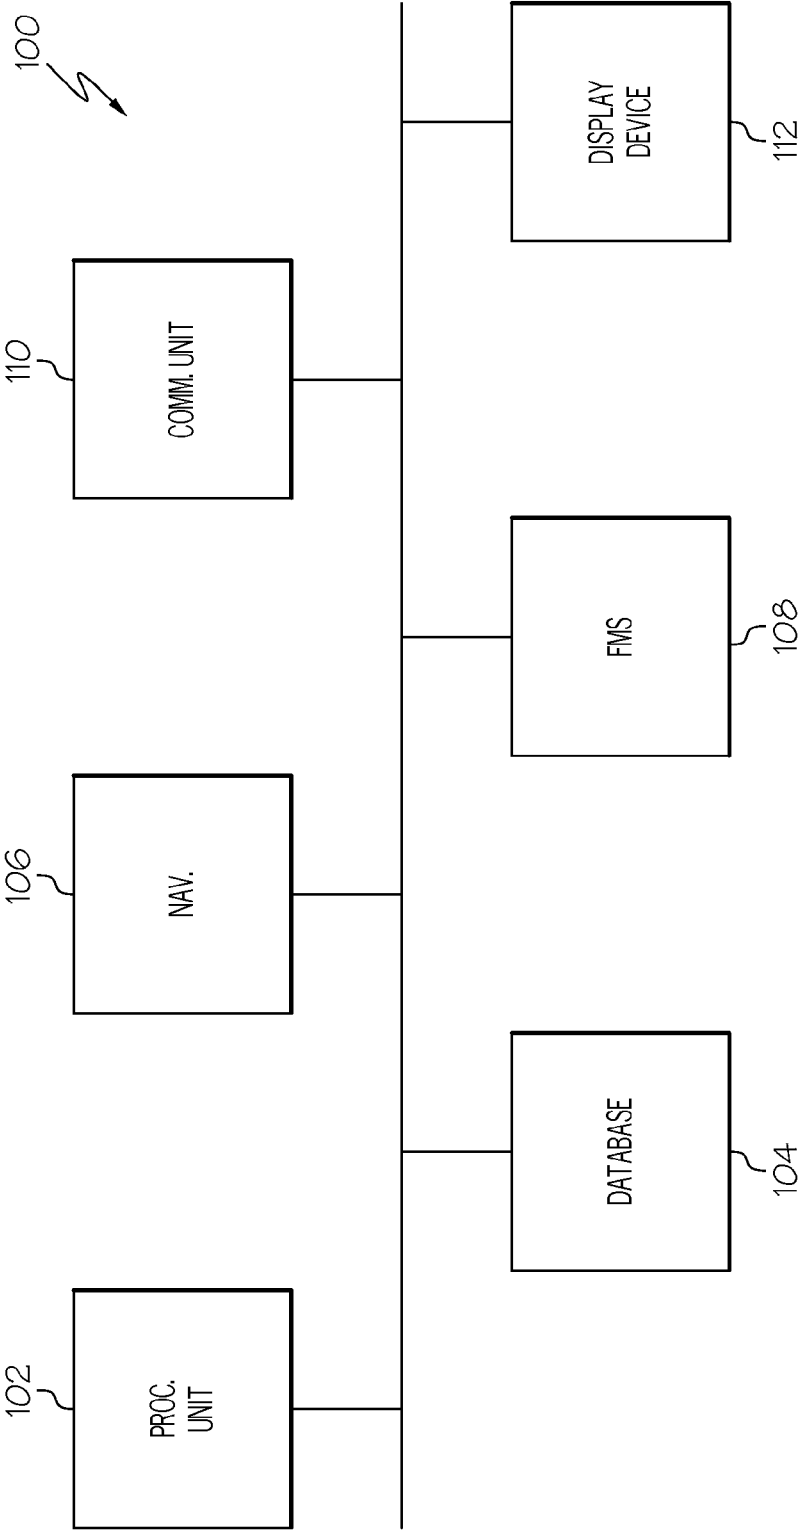 100
102
PROC.
UNIT
106
NAV.
110
COMM. UNIT
DATABASE
104
FMS
108
DISPLAY
DEVICE
112